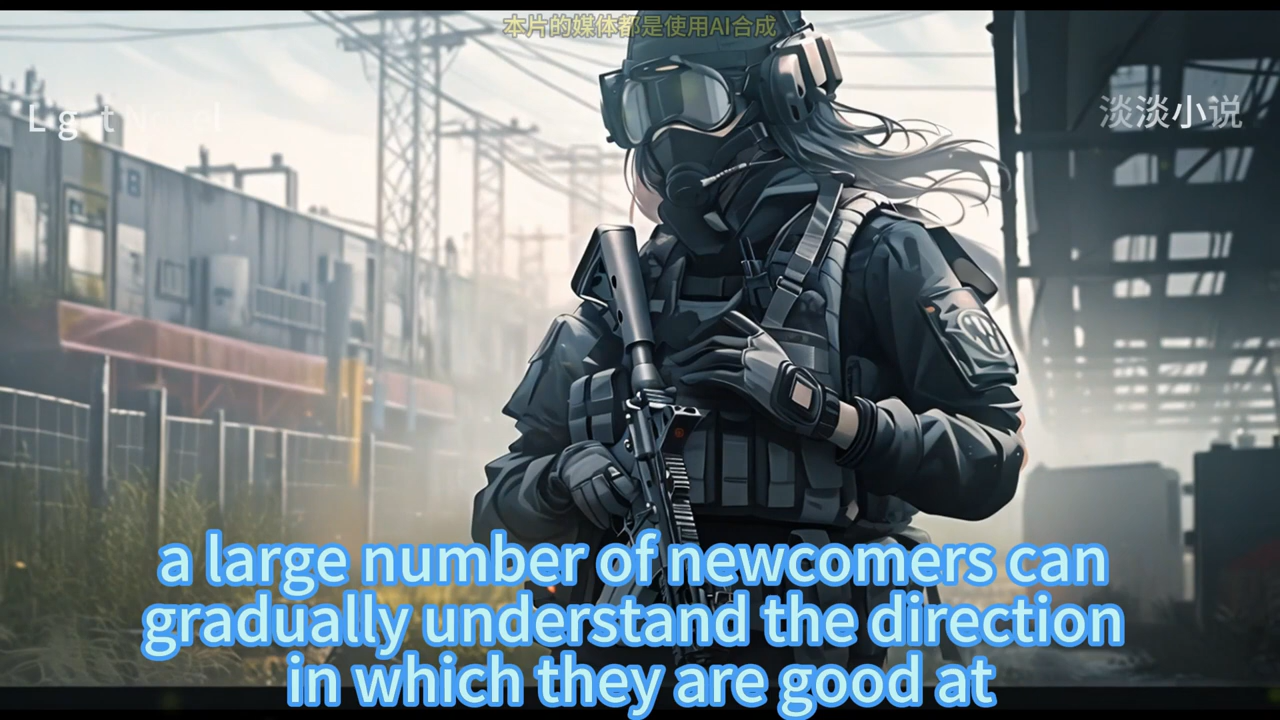 本片的媒体都是使用AI合成
淡淡小说
B
a large number of newcomers can
gradually understand the direction
in which they are good at